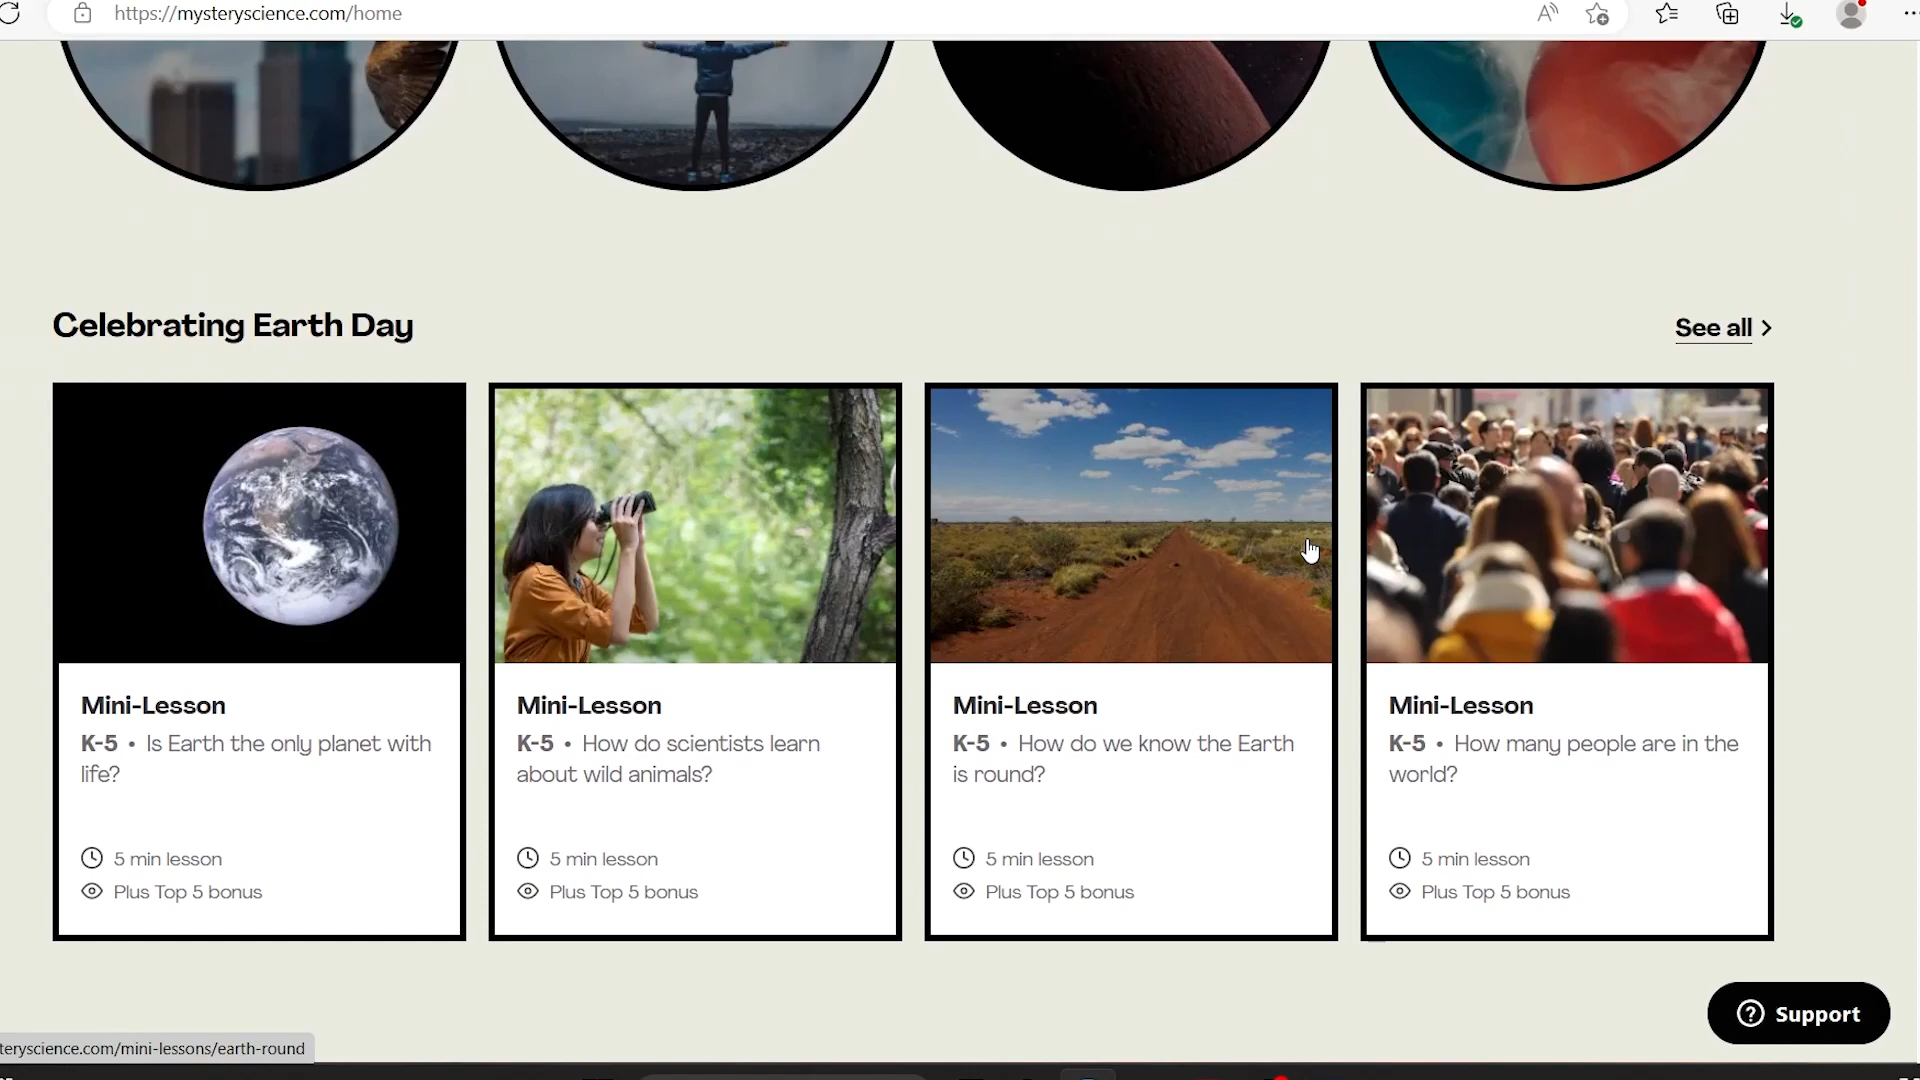 https://mysteryscience.com/home
Celebrating Earth Day
See all
Mini-Lesson
K-5 • Is Earth the only planet with
life?
5 min lesson
Plus Top 5 bonus
Mini-Lesson
K-5 • How do scientists learn
about wild animals?
5 min lesson
Plus Top 5 bonus
Mini-Lesson
K-5 • How do we know the Earth
is round?
5 min lesson
Plus Top 5 bonus
Mini-Lesson
K-5 • How many people are in the
world?
5 min lesson
Plus Top 5 bonus
Support
teryscience.com/mini-lessons/earth-round